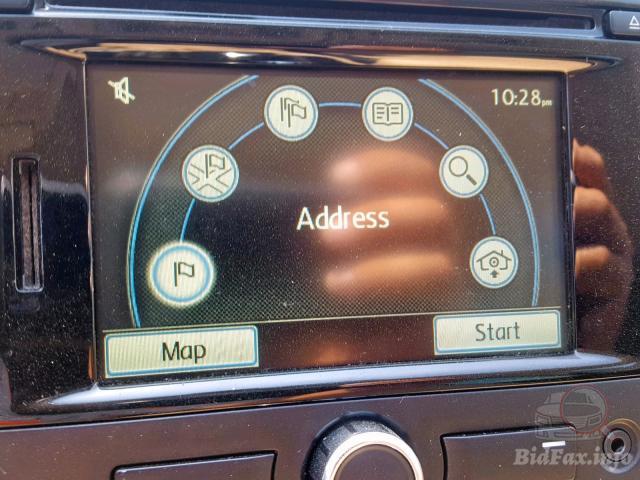 10:28pm
Address
Map
Start
BidFax.info